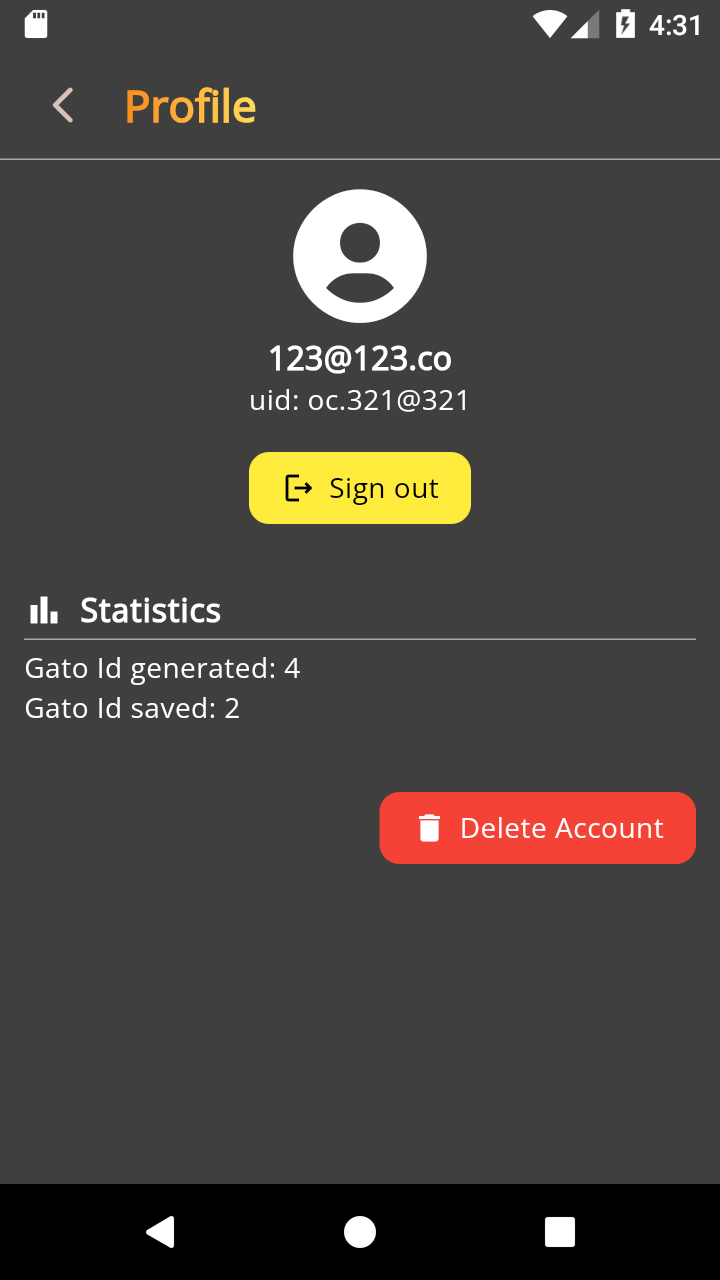 4:31
Profile
123@123.co
uid: oc.321@321
Sign out
Statistics
Gato Id generated: 4
Gato Id saved: 2
Delete Account